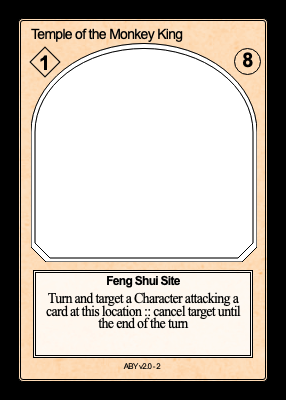 Temple of the Monkey King
1
8
Feng Shui Site
Turn and target a Character attacking a
card at this location :: cancel target until
the end of the turn
ABY v2.0 - 2